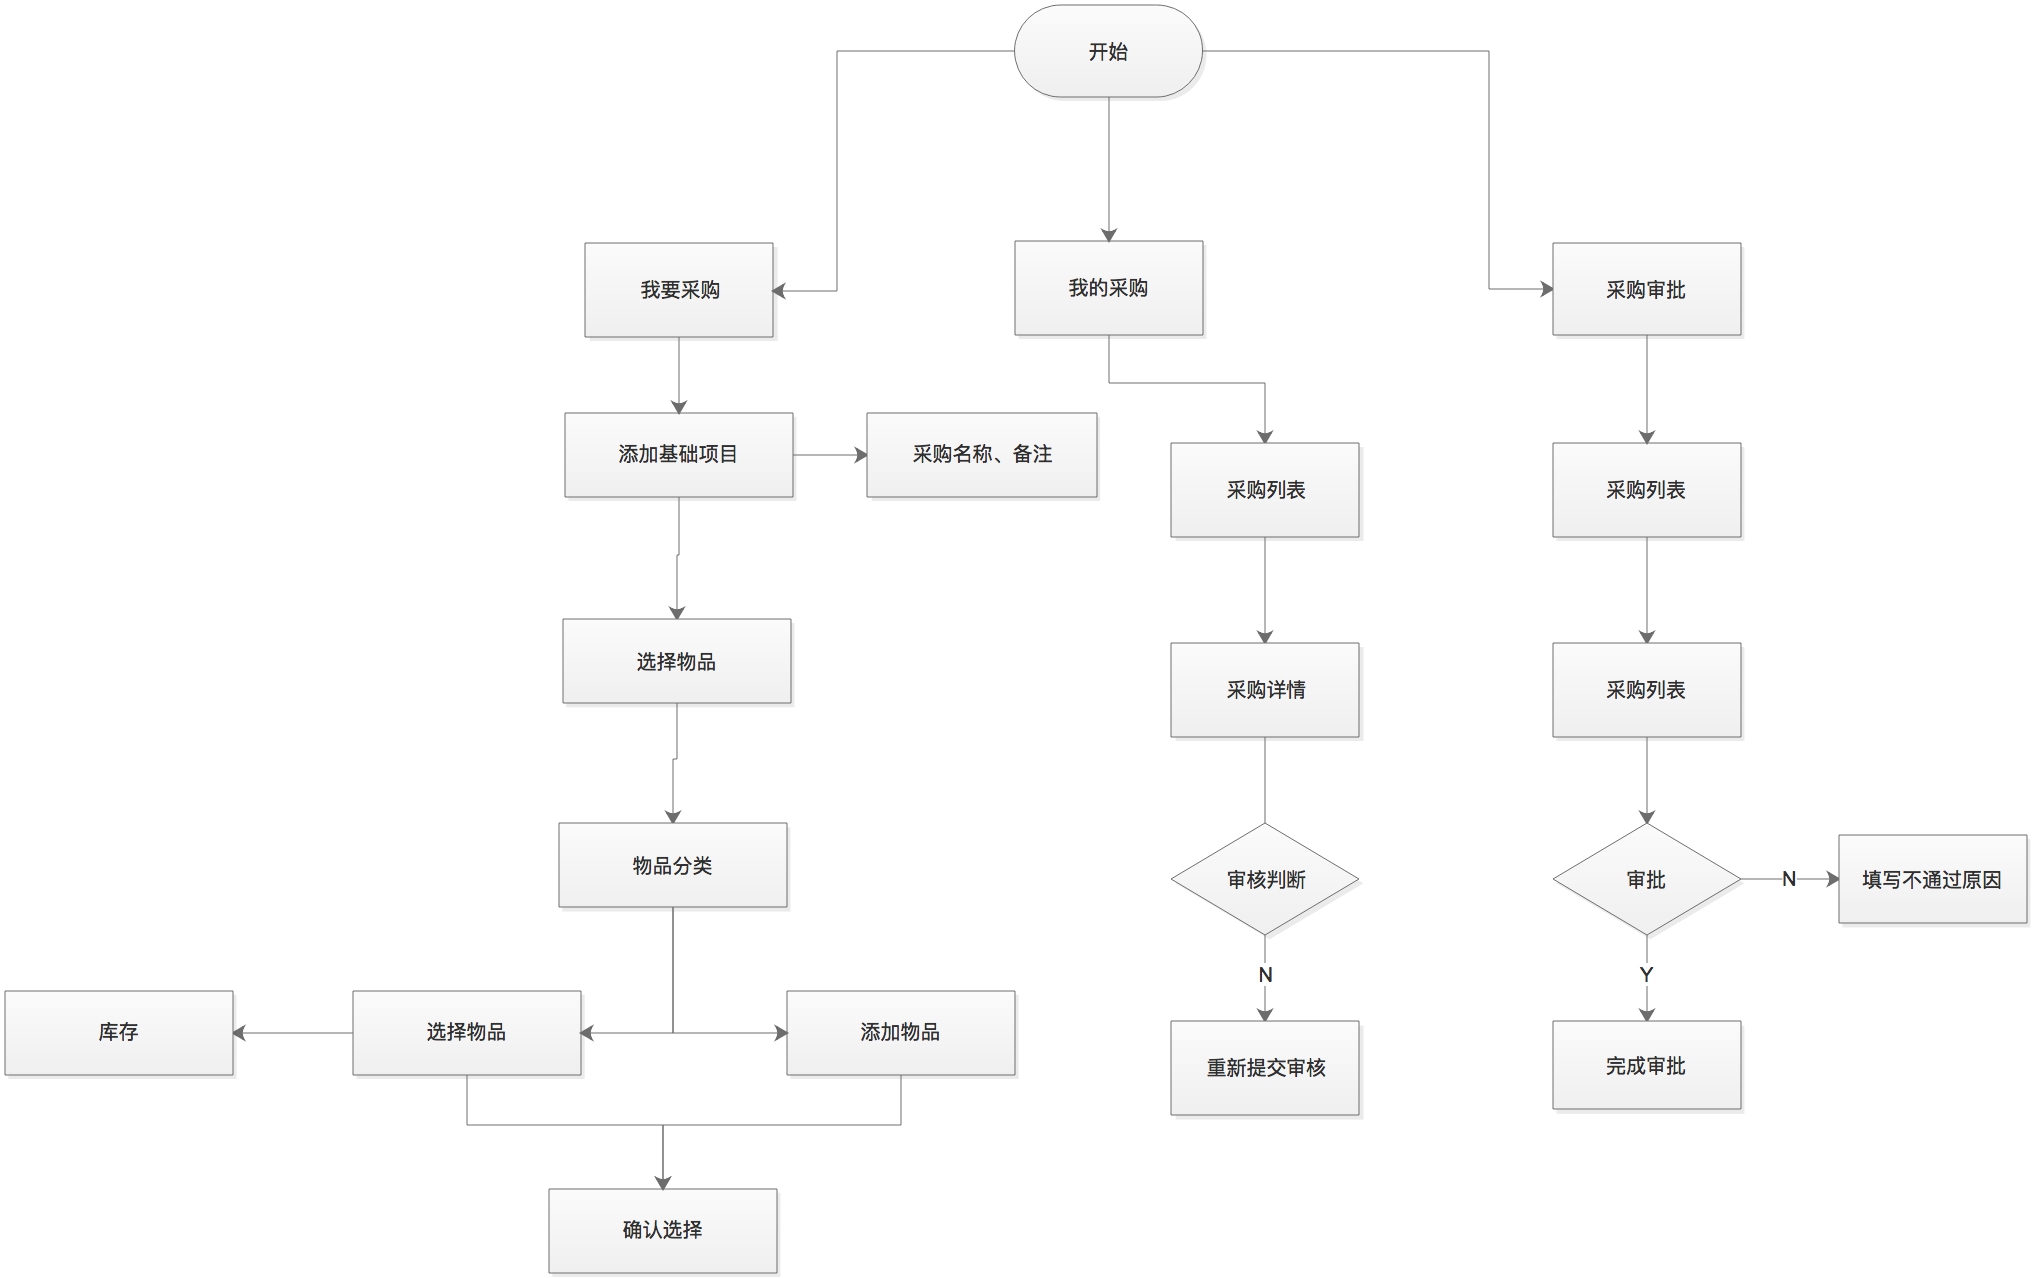 开始
我要采购
我的采购
采购审批
添加基础项目
采购名称、备注
采购列表
采购列表
选择物品
采购详情
采购列表
物品分类
审核判断
审批
N
填写不通过原因
N
Y
库存
选择物品
添加物品
重新提交审核
完成审批
确认选择